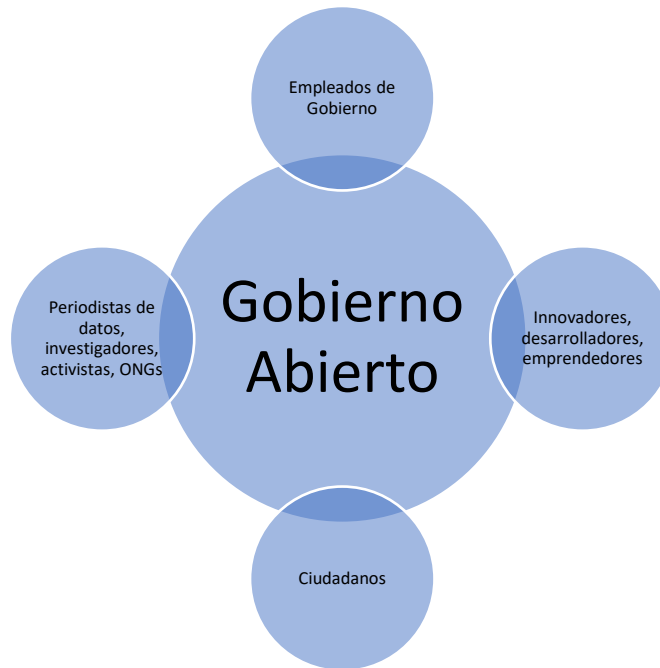 Empleados de
Gobierno
Periodistas de
datos,
investigadores,
activistas, ONGs
Gobierno
Abierto
Innovadores,
desarrolladores,
emprendedores
Ciudadanos